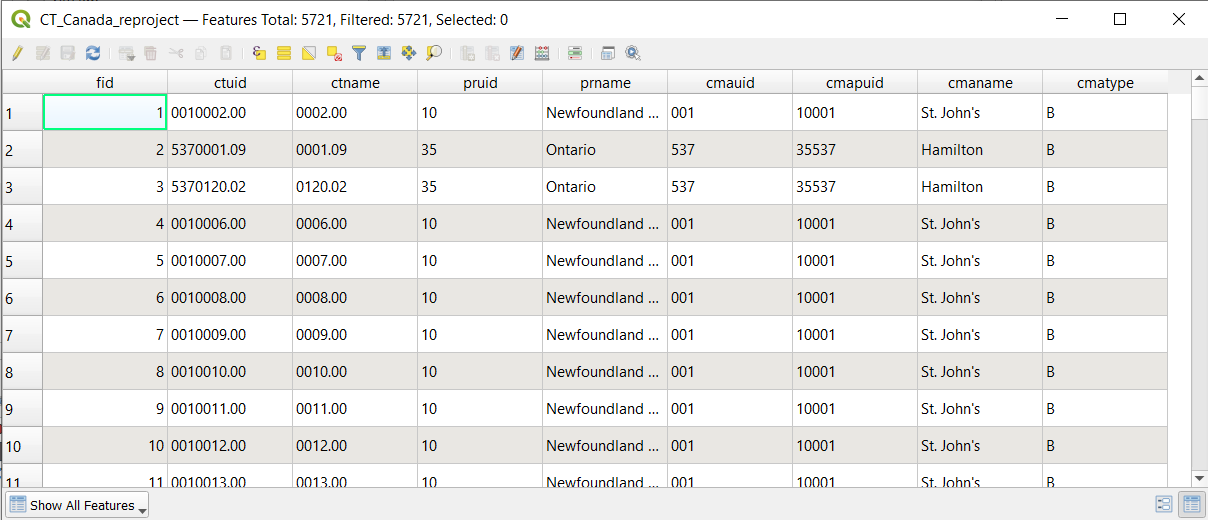 CT_Canada_reproject — Features Total: 5721, Filtered: 5721, Selected: 0
fid ctuid ctname pruid prname cmauid cmapuid cmaname cmatype
1 1 0010002.00 0002.00 10 Newfoundland ... 001 10001 St. John's B
2 2 5370001.09 0001.09 35 Ontario 537 35537 Hamilton B
3 3 5370120.02 0120.02 35 Ontario 537 35537 Hamilton B
4 4 0010006.00 0006.00 10 Newfoundland ... 001 10001 St. John's B
5 5 0010007.00 0007.00 10 Newfoundland ... 001 10001 St. John's B
6 6 0010008.00 0008.00 10 Newfoundland ... 001 10001 St. John's B
7 7 0010009.00 0009.00 10 Newfoundland ... 001 10001 St. John's B
8 8 0010010.00 0010.00 10 Newfoundland ... 001 10001 St. John's B
9 9 0010011.00 0011.00 10 Newfoundland ... 001 10001 St. John's B
10 10 0010012.00 0012.00 10 Newfoundland ... 001 10001 St. John's B
11 11 0010013.00 0013.00 10 Newfoundland ... 001 10001 St. John's B
Show All Features